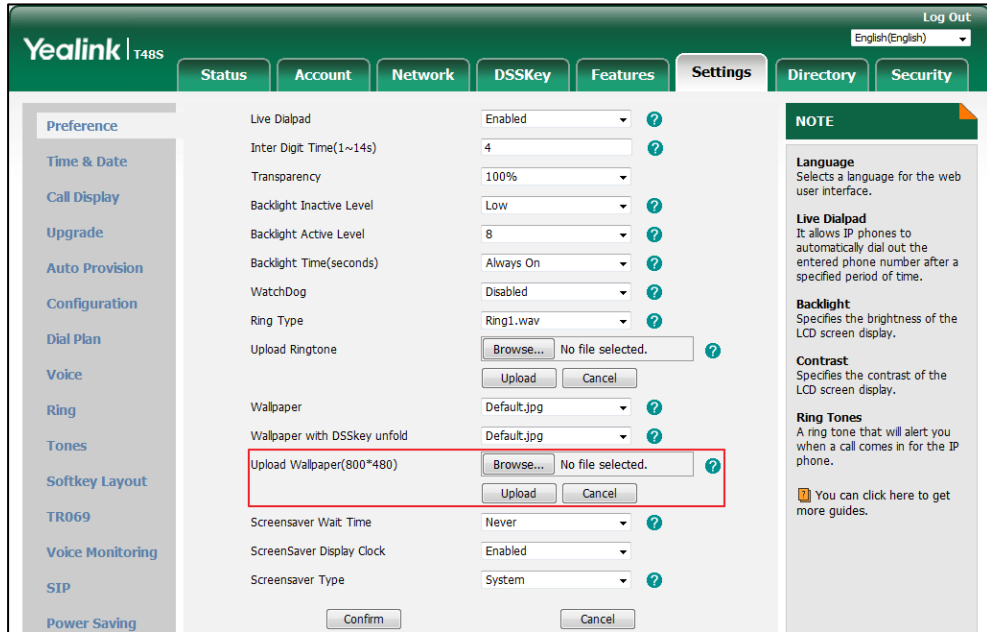 Log Out
Yealink T48S
English(English)
Status Account Network DSSKey Features Settings Directory Security
Preference
Time & Date
Call Display
Upgrade
Auto Provision
Configuration
Dial Plan
Voice
Ring
Tones
Softkey Layout
TR069
Voice Monitoring
SIP
Power Saving
Live Dialpad Enabled ?
Inter Digit Time(1~14s) 4 ?
Transparency 100%
Backlight Inactive Level Low ?
Backlight Active Level 8 ?
Backlight Time(seconds) Always On ?
WatchDog Disabled ?
Ring Type Ring1.wav ?
Upload Ringtone Browse... No file selected. ?
Upload Cancel
Wallpaper Default.jpg ?
Wallpaper with DSSkey unfold Default.jpg ?
Upload Wallpaper(800*480) Browse... No file selected. ?
Upload Cancel
Screensaver Wait Time Never ?
ScreenSaver Display Clock Enabled
Screensaver Type System ?
Confirm Cancel
NOTE
Language
Selects a language for the web
user interface.
Live Dialpad
It allows IP phones to
automatically dial out the
entered phone number after a
specified period of time.
Backlight
Specifies the brightness of the
LCD screen display.
Contrast
Specifies the contrast of the
LCD screen display.
Ring Tones
A ring tone that will alert you
when a call comes in for the IP
phone.
? You can click here to get
more guides.